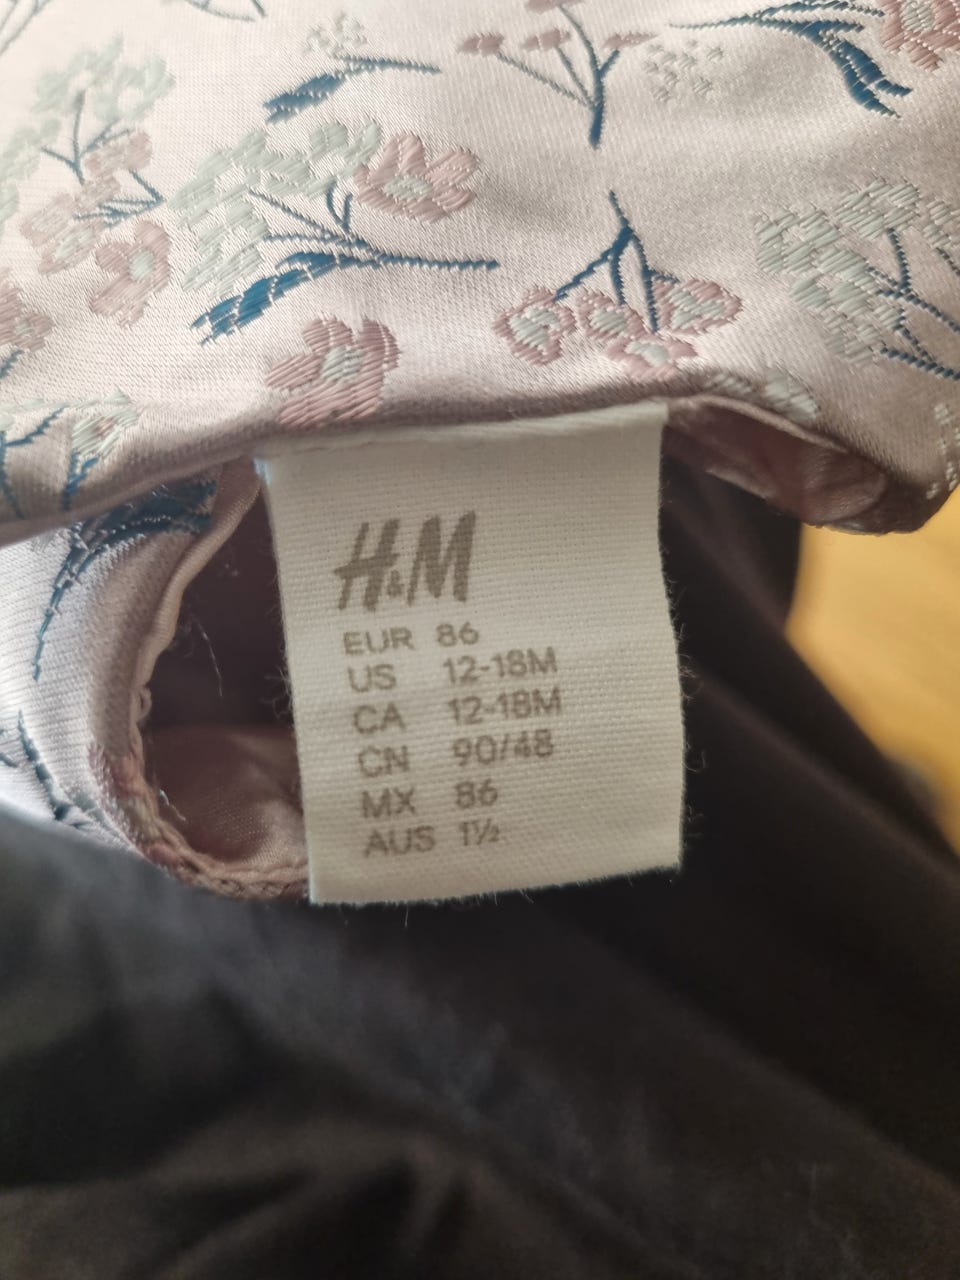 H&M
EUR 86
US 12-18M
CA 12-18M
CN 90/48
MX 86
AUS 1½